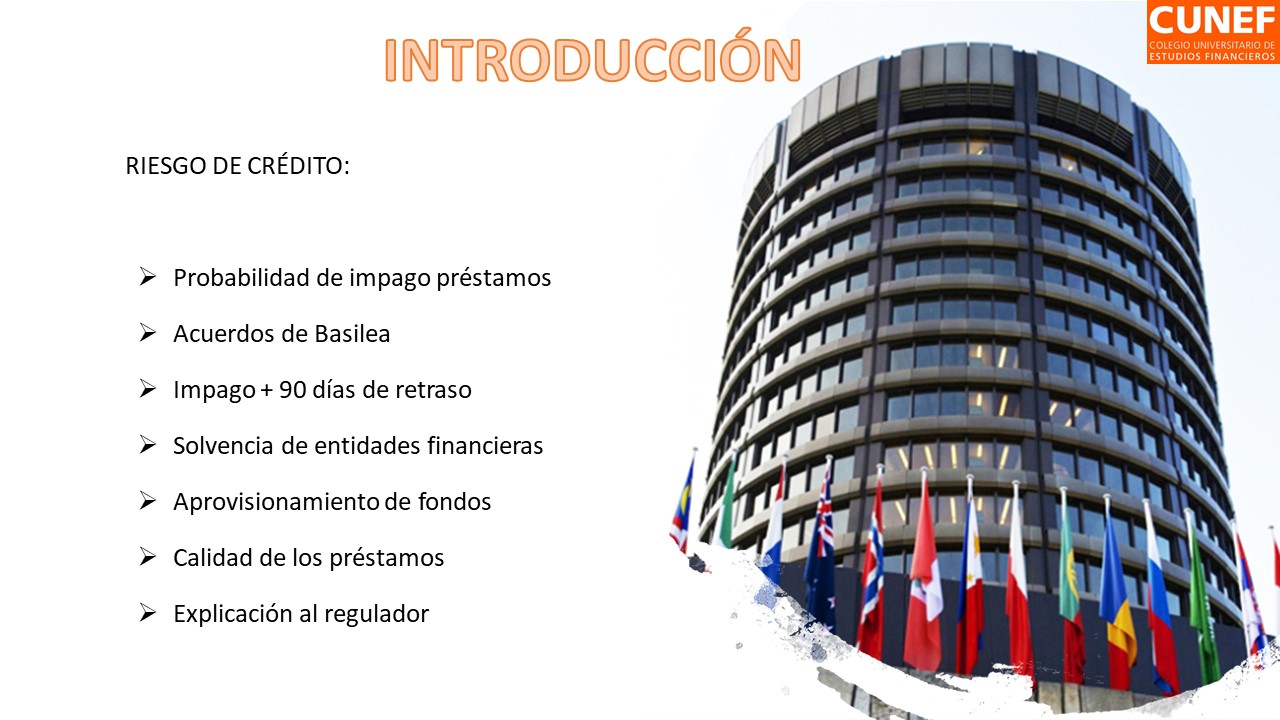 INTRODUCCIÓN
CUNEF
COLEGIO UNIVERSITARIO DE
ESTUDIOS FINANCIEROS
RIESGO DE CRÉDITO:
Probabilidad de impago préstamos
Acuerdos de Basilea
Impago + 90 días de retraso
Solvencia de entidades financieras
Aprovisionamiento de fondos
Calidad de los préstamos
Explicación al regulador